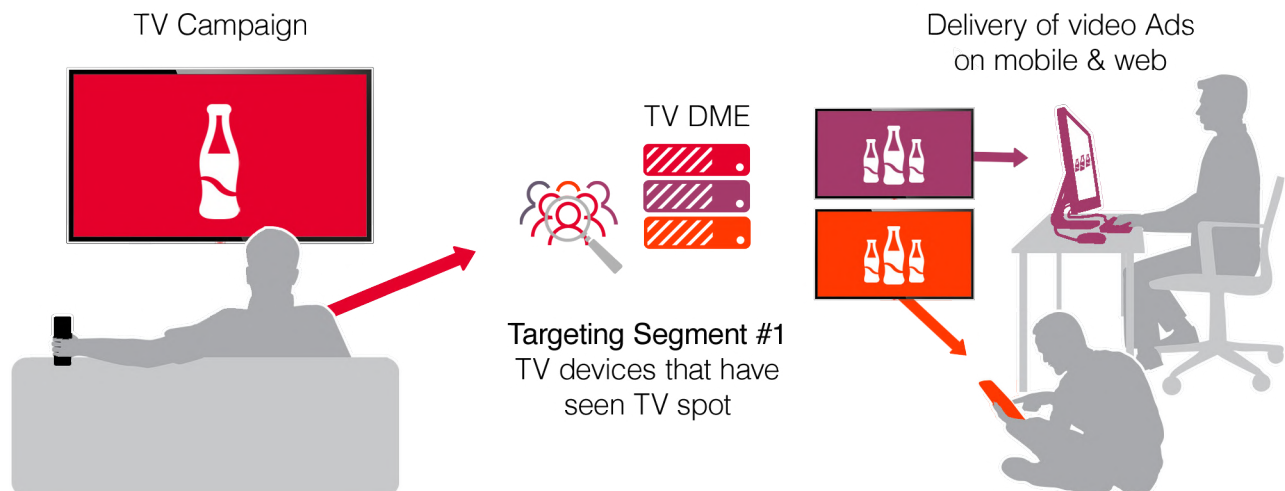 TV Campaign
TV DME
Targeting Segment #1
TV devices that have
seen TV spot
Delivery of video Ads
on mobile & web